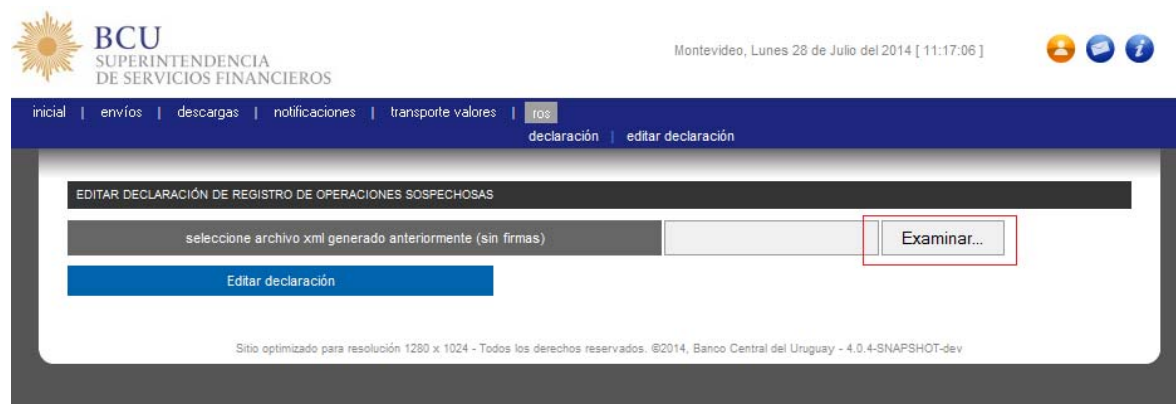 BCU
SUPERINTENDENCIA
DE SERVICIOS FINANCIEROS
Montevideo, Lunes 28 de Julio del 2014 [ 11:17:06 ]
inicial | envíos | descargas | notificaciones | transporte valores | ros
declaración | editar declaración
EDITAR DECLARACIÓN DE REGISTRO DE OPERACIONES SOSPECHOSAS
seleccione archivo xml generado anteriormente (sin firmas) Examinar...
Editar declaración
Sitio optimizado para resolución 1280 x 1024 - Todos los derechos reservados. ©2014, Banco Central del Uruguay - 4.0.4-SNAPSHOT-dev